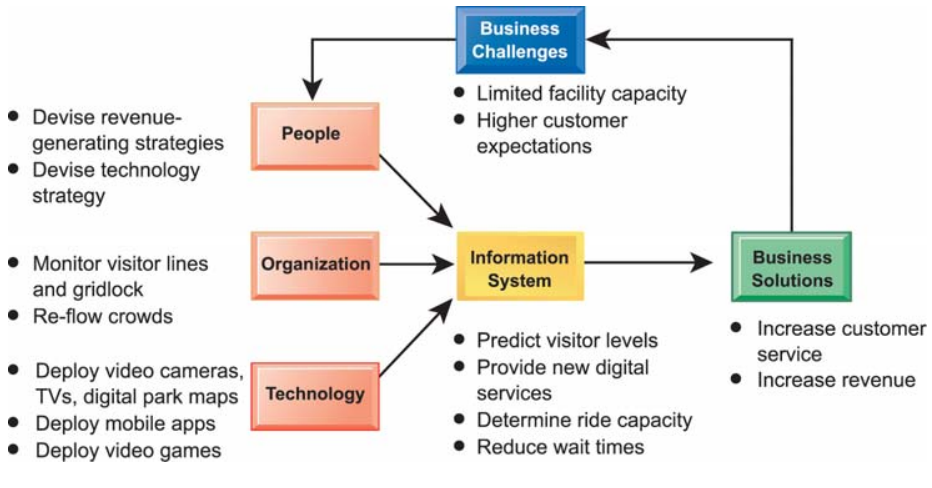 Business
Challenges
• Limited facility capacity
• Higher customer
expectations
• Devise revenue-
generating strategies
• Devise technology
strategy
People
• Monitor visitor lines
and gridlock
• Re-flow crowds
Organization
Information
System
Business
Solutions
• Deploy video cameras,
TVs, digital park maps
• Deploy mobile apps
• Deploy video games
Technology
• Predict visitor levels
• Provide new digital
services
• Determine ride capacity
• Reduce wait times
• Increase customer
service
• Increase revenue